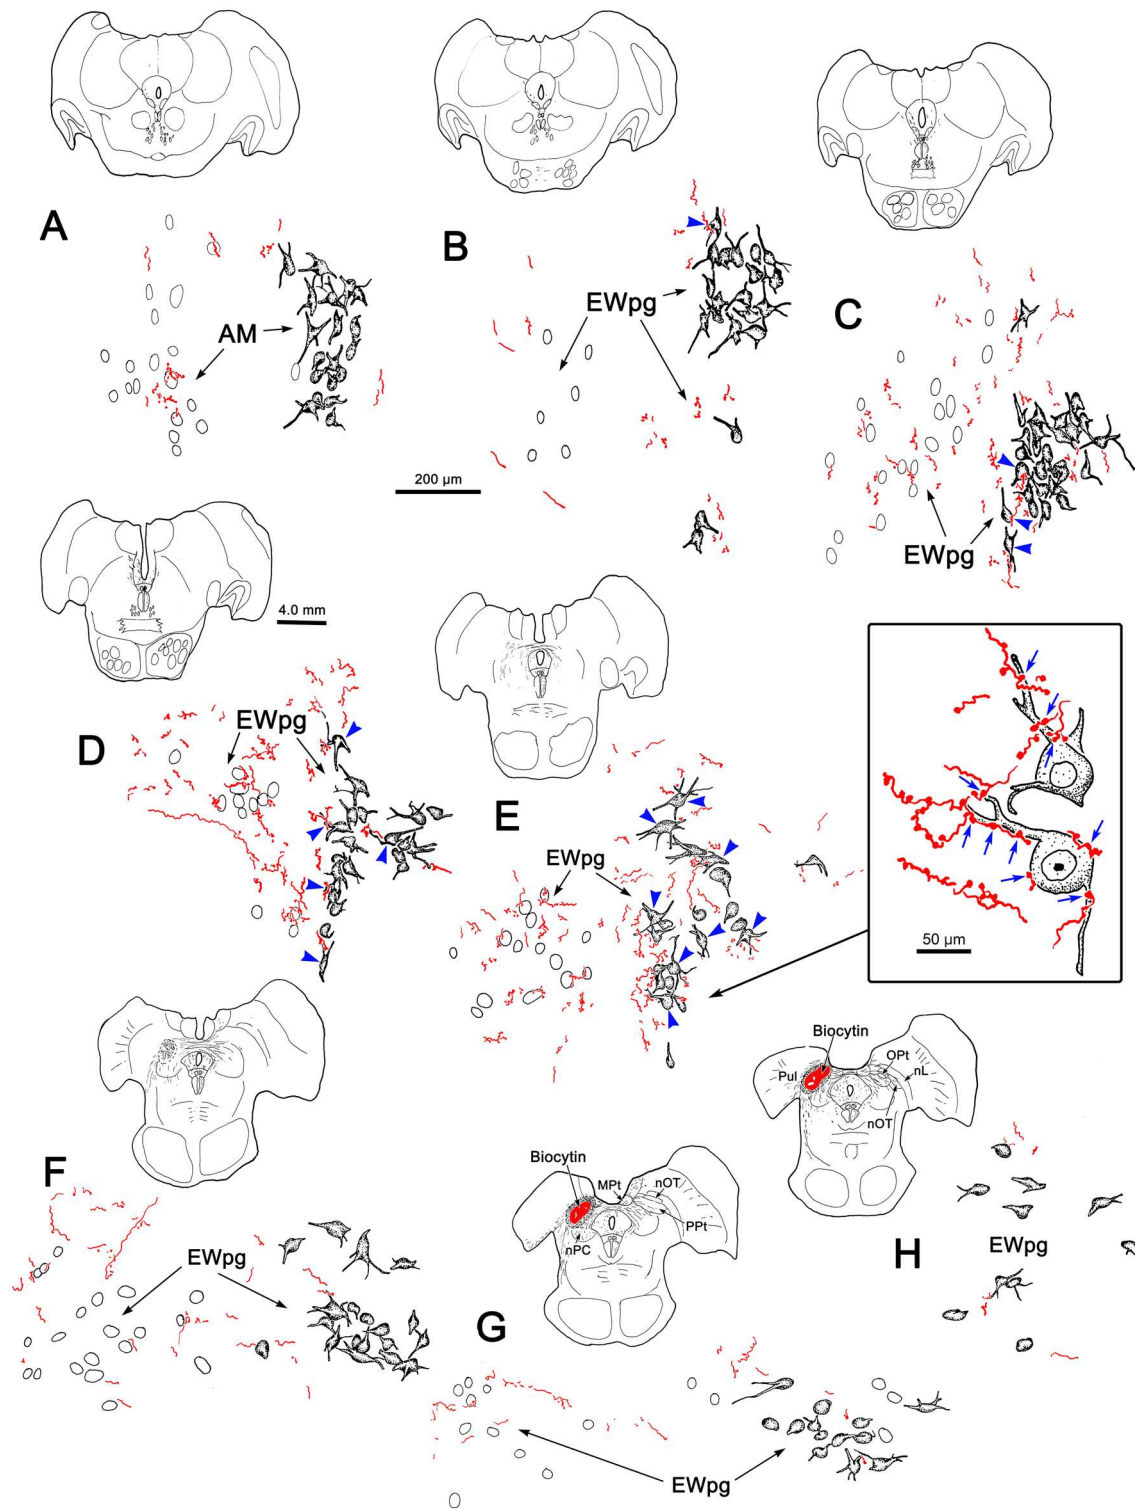 A
AM
B
EWpg
200 µm
C
EWpg
4.0 mm
D
EWpg
E
EWpg
50 µm
F
EWpg
Biocytin
MPt
nOT
PPt
nPC
G
EWpg
Biocytin
Pul
OPt
nL
nOT
H
EWpg